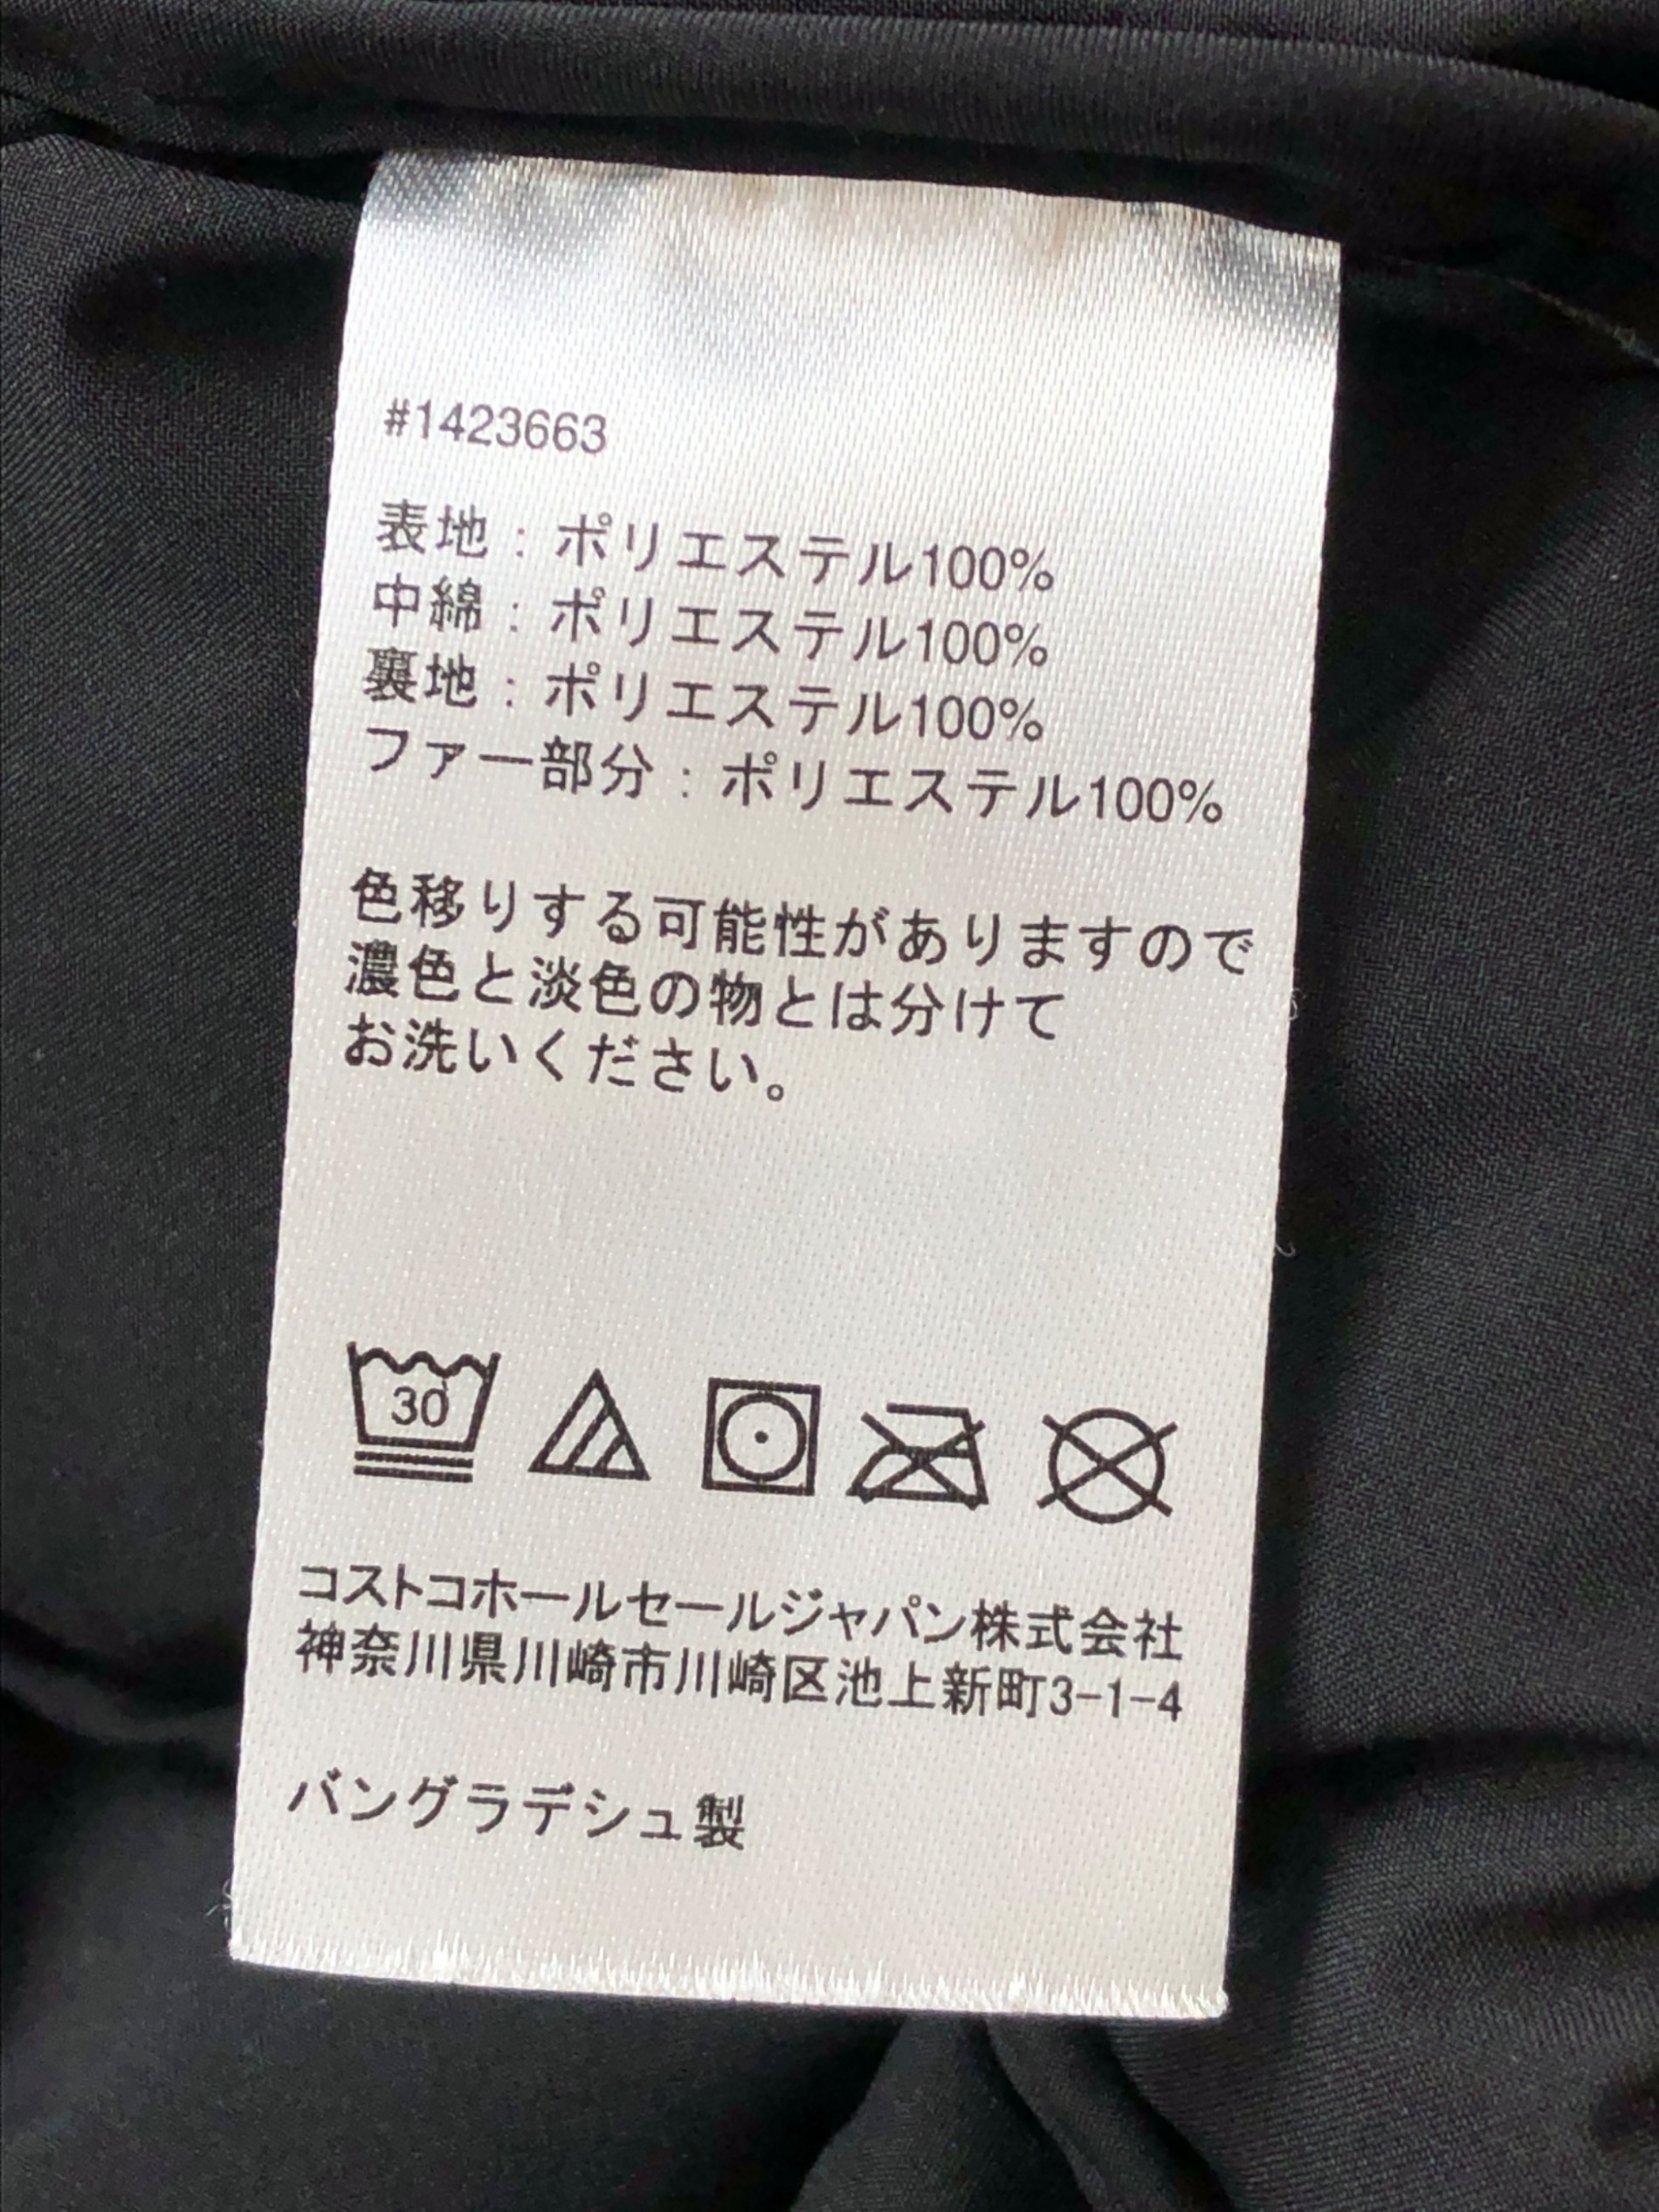 #1423663
表地：ポリエステル100%
中綿：ポリエステル100%
裏地：ポリエステル100%
ファー部分：ポリエステル100%
色移りする可能性がありますので
濃色と淡色の物とは分けて
お洗いください。
30
コストコホールセールジャパン株式会社
神奈川県川崎市川崎区池上新町3-1-4
バングラデシュ製